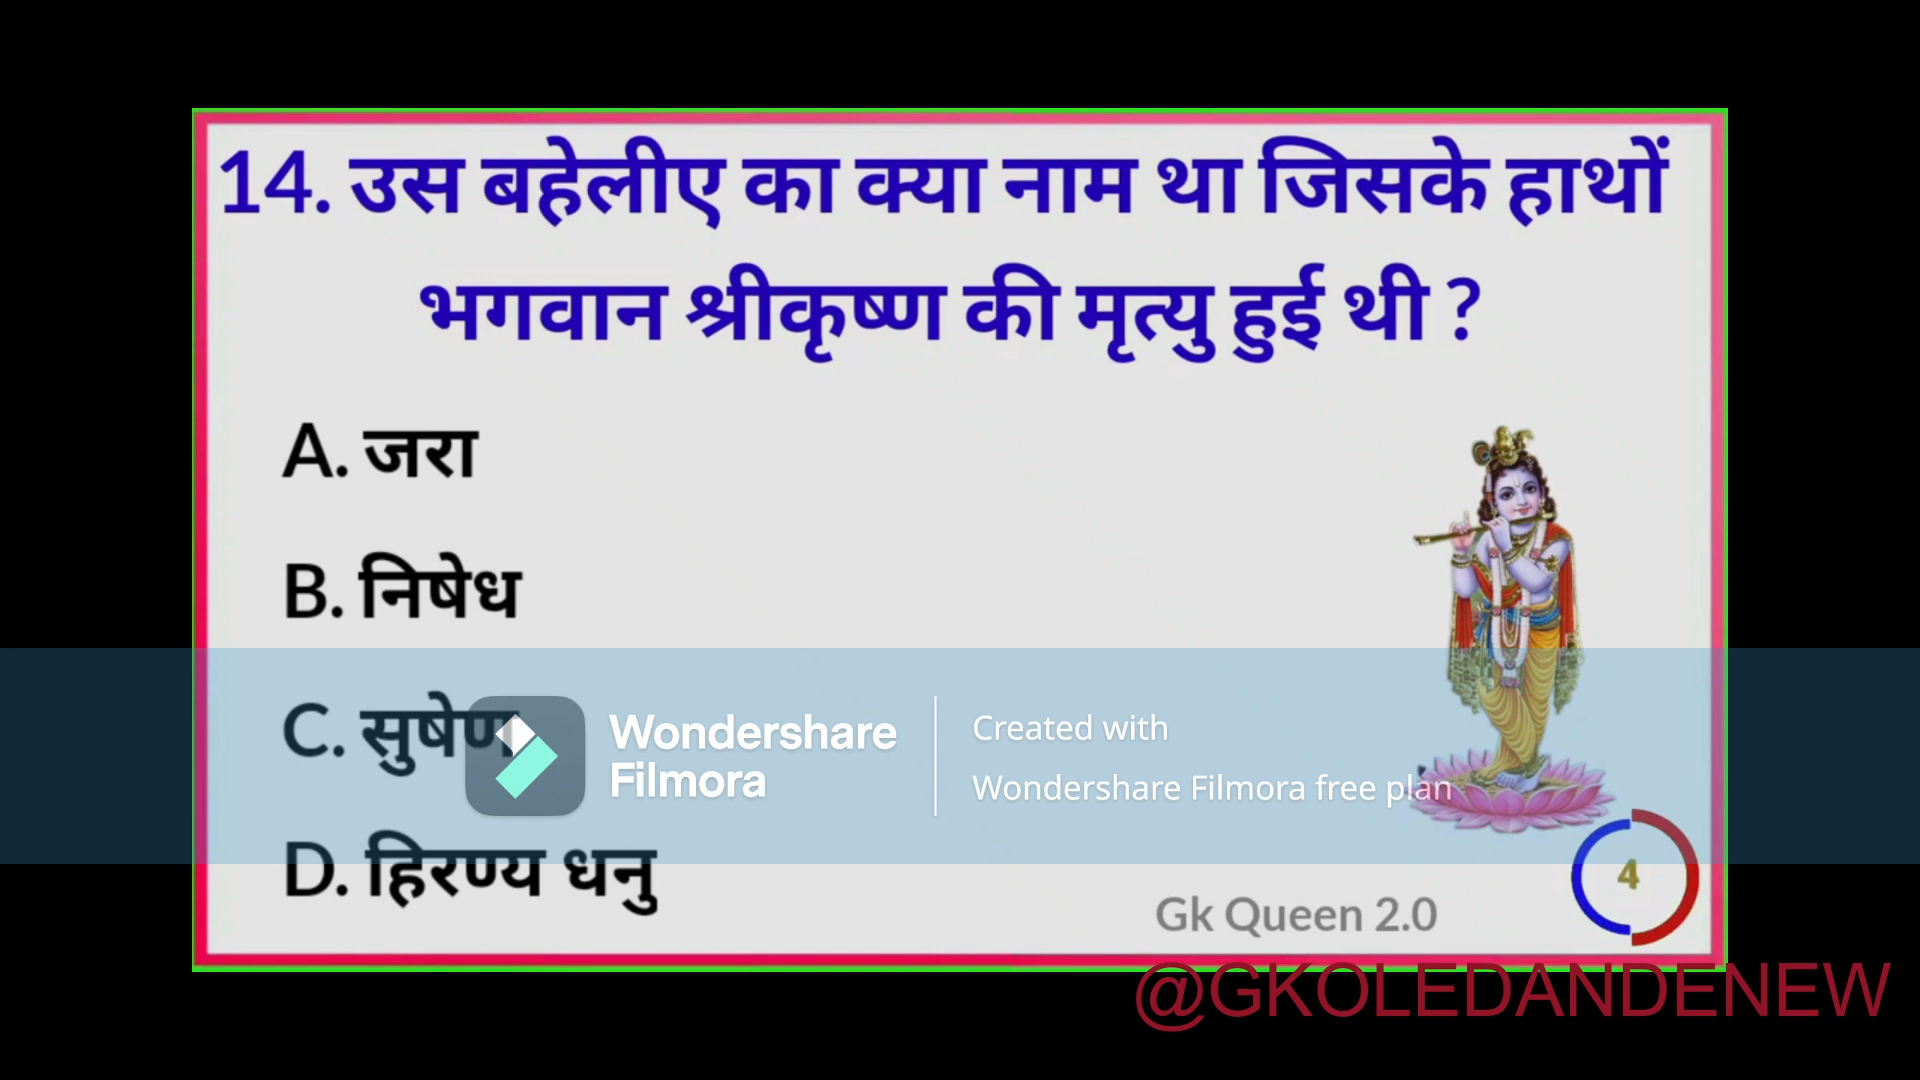 14. उस बहेलीए का क्या नाम था जिसके हाथों
भगवान श्रीकृष्ण की मृत्यु हुई थी ?
A. जरा
B. निषेध
C. सुषेण
Wondershare
Filmora
Created with
Wondershare Filmora free plan
D. हिरण्य धनु
4
Gk Queen 2.0
@GKOLEDANDENEW